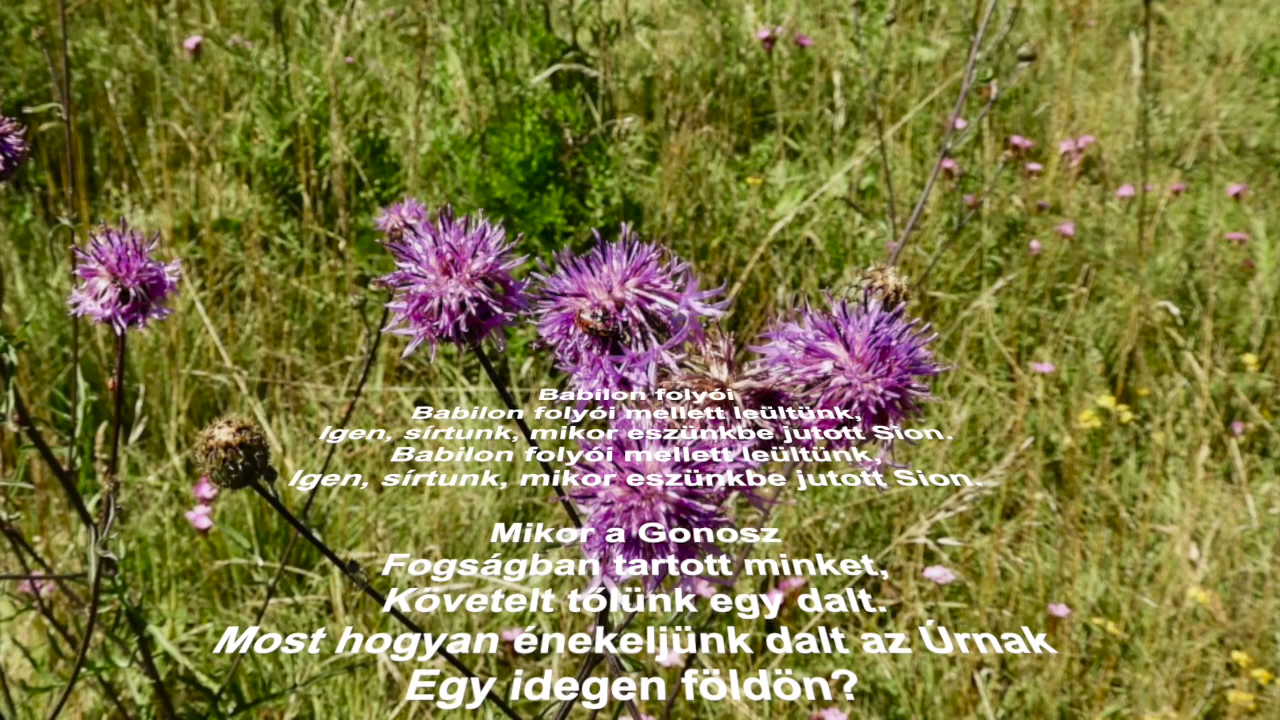 Babilon folyói
Babilon folyói mellett leültünk,
Igen, sírtunk, mikor eszünkbe jutott Sion.
Babilon folyói mellett leültünk,
Igen, sírtunk, mikor eszünkbe jutott Sion.
Mikor a Gonosz
Fogságban tartott minket,
Követelt tőlünk egy dalt.
Most hogyan énekeljünk dalt az Úrnak
Egy idegen földön?